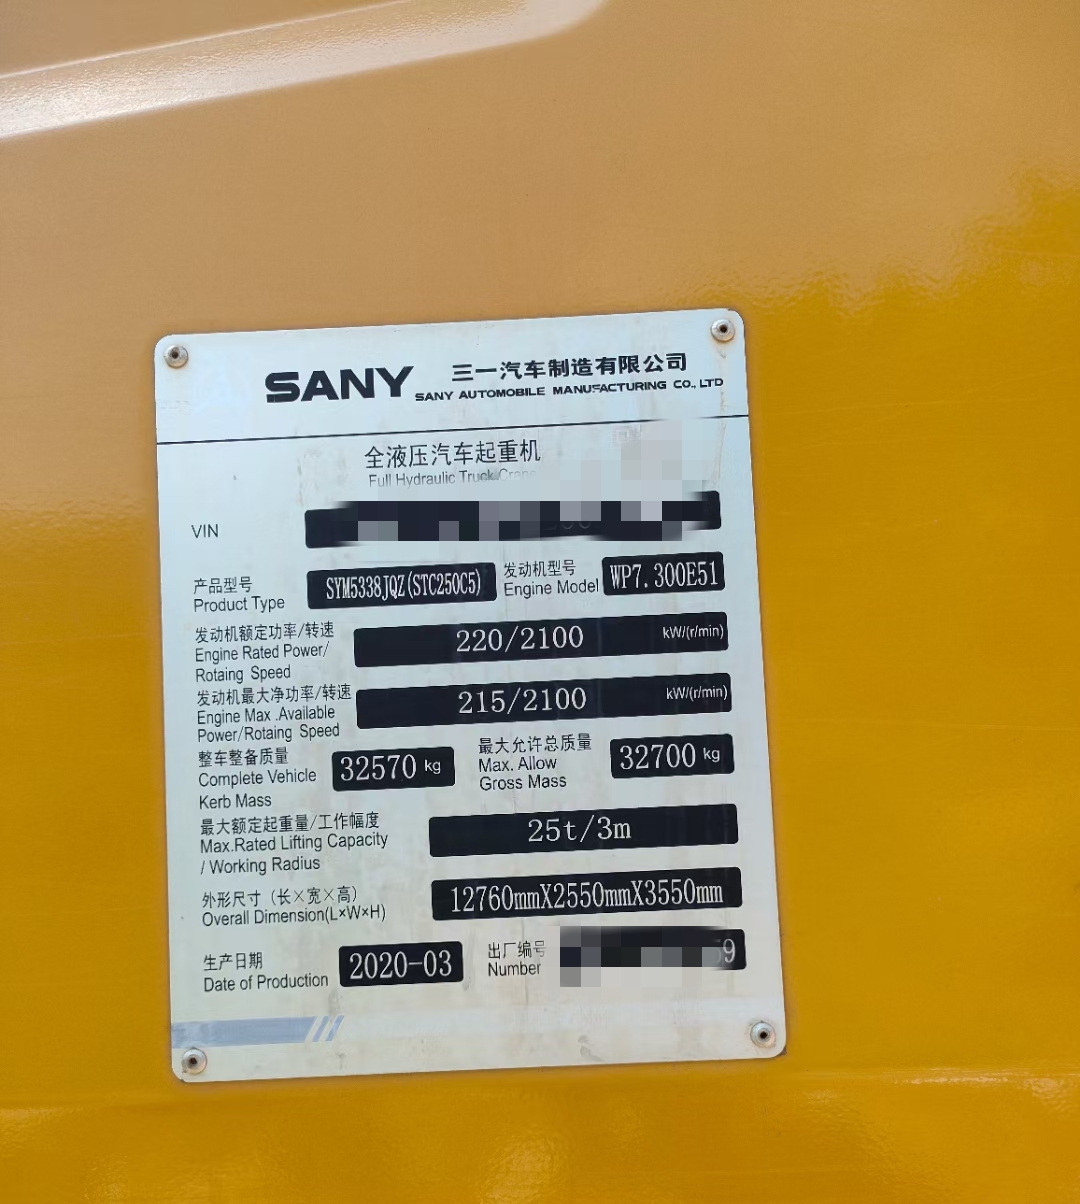 SANY 三一汽车制造有限公司
SANY AUTOMOBILE MANUFACTURING CO., LTD
全液压汽车起重机
Full Hydraulic Truck Crane
VIN
产品型号 SYM5338JQZ(STC250C5) 发动机型号 WP7.300E51
Product Type Engine Model
发动机额定功率/转速 220/2100 kW/(r/min)
Engine Rated Power/
Rotaing Speed
发动机最大净功率/转速 215/2100 kW/(r/min)
Engine Max .Available
Power/Rotaing Speed
整车整备质量 32570 kg 最大允许总质量 32700 kg
Complete Vehicle Max. Allow
Kerb Mass Gross Mass
最大额定起重量/工作幅度 25t/3m
Max.Rated Lifting Capacity
/ Working Radius
外形尺寸（长×宽×高） 12760mmX2550mmX3550mm
Overall Dimension(L×W×H)
生产日期 2020-03 出厂编号 59
Date of Production Number